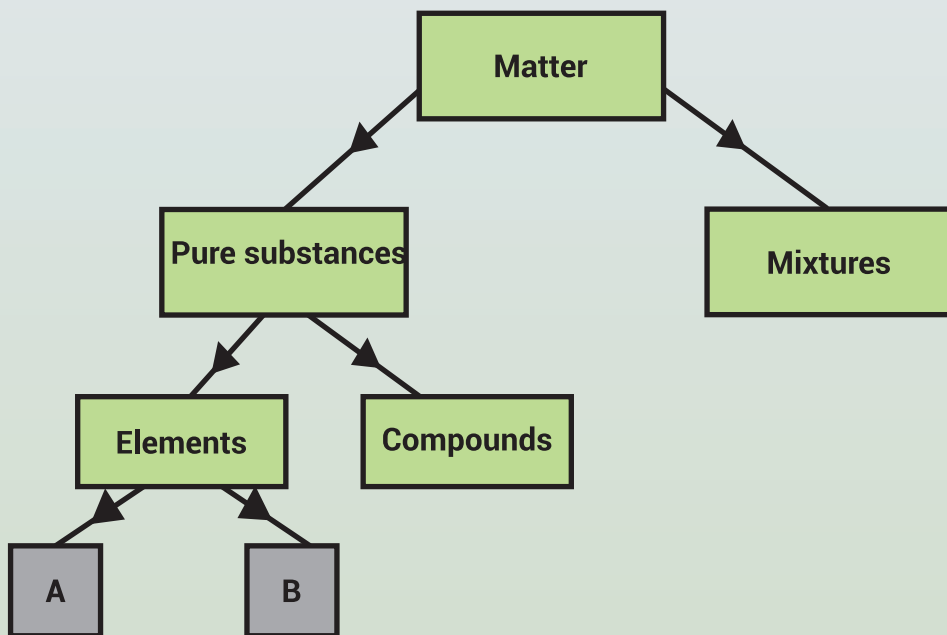 Matter
Pure substances
Mixtures
Elements
Compounds
A
B